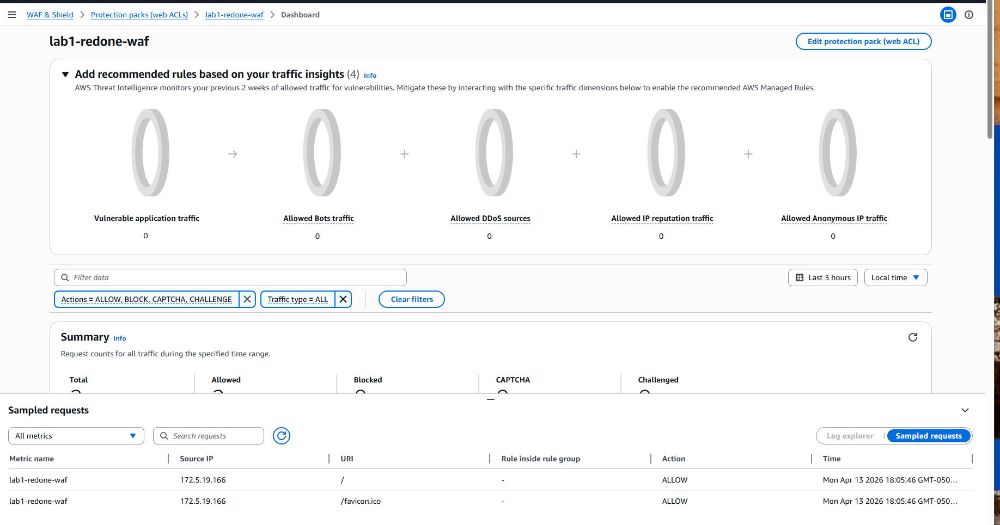 WAF & Shield > Protection packs (web ACLs) > lab1-redone-waf > Dashboard
lab1-redone-waf
Edit protection pack (web ACL)
Add recommended rules based on your traffic insights (4) Info
AWS Threat Intelligence monitors your previous 2 weeks of allowed traffic for vulnerabilities. Mitigate these by interacting with the specific traffic dimensions below to enable the recommended AWS Managed Rules.
Vulnerable application traffic Allowed Bots traffic Allowed DDoS sources Allowed IP reputation traffic Allowed Anonymous IP traffic
0 0 0 0 0
Filter data Last 3 hours Local time
Actions = ALLOW, BLOCK, CAPTCHA, CHALLENGE Traffic type = ALL Clear filters
Summary Info
Request counts for all traffic during the specified time range.
Total Allowed Blocked CAPTCHA Challenged
Sampled requests
All metrics Search requests Log explorer Sampled requests
Metric name Source IP URI Rule inside rule group Action Time
lab1-redone-waf 172.5.19.166 / - ALLOW Mon Apr 13 2026 18:05:46 GMT-050...
lab1-redone-waf 172.5.19.166 /favicon.ico - ALLOW Mon Apr 13 2026 18:05:46 GMT-050...